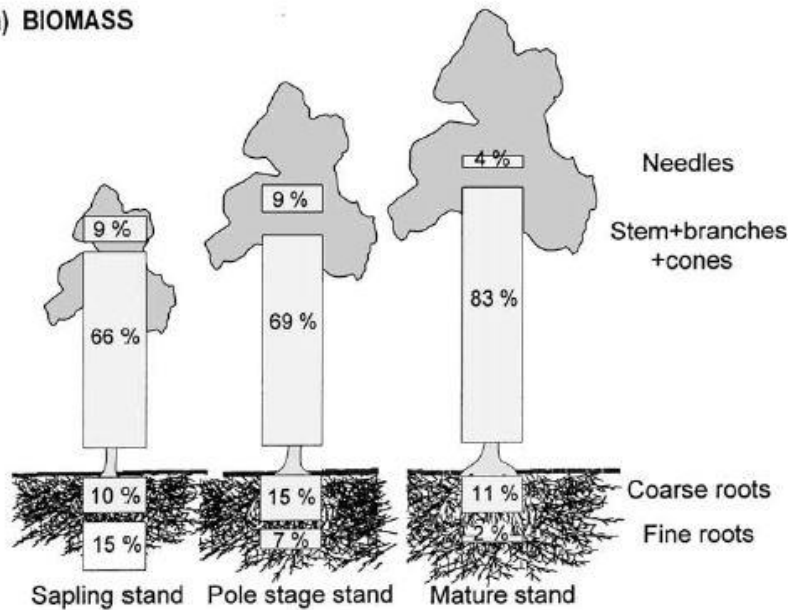 ) BIOMASS
4 %
Needles
9 %
9 %
Stem+branches
+cones
83 %
69 %
66 %
10 %
15 %
11 %
Coarse roots
15 %
7 %
2 %
Fine roots
Sapling stand
Pole stage stand
Mature stand